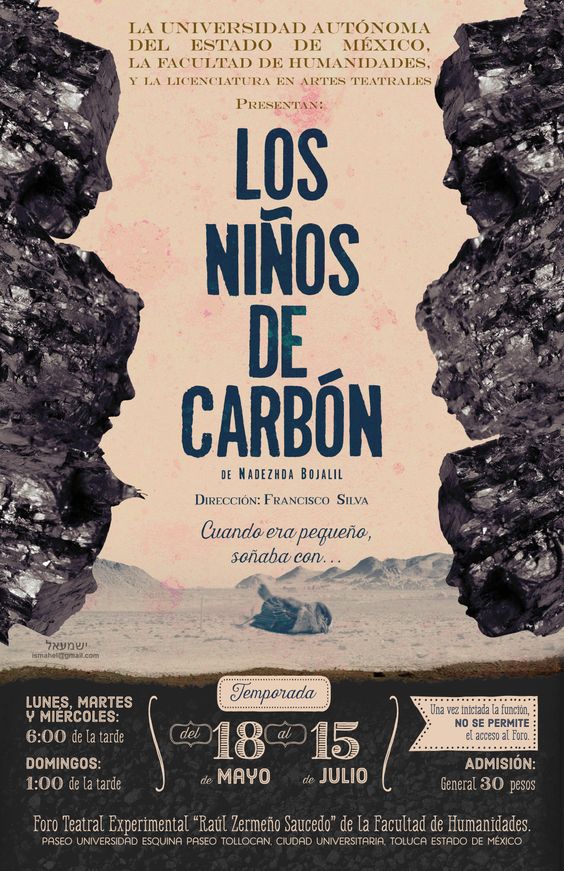 LA UNIVERSIDAD AUTÓNOMA
DEL ESTADO DE MÉXICO,
LA FACULTAD DE HUMANIDADES,
Y LA LICENCIATURA EN ARTES TEATRALES
PRESENTAN:
LOS
NIÑOS
DE
CARBÓN
DE NADEZHDA BOJALIL
DIRECCIÓN: FRANCISCO SILVA
Cuando era pequeño,
soñaba con...
ישמעאל
ismahel@gmail.com
Temporada
LUNES, MARTES
Y MIÉRCOLES:
6:00 de la tarde
DOMINGOS:
1:00 de la tarde
del 18 al 15
de MAYO de JULIO
Una vez iniciada la función,
NO SE PERMITE
el acceso al Foro.
ADMISIÓN:
General 30 pesos
Foro Teatral Experimental "Raúl Zermeño Saucedo" de la Facultad de Humanidades.
PASEO UNIVERSIDAD ESQUINA PASEO TOLLOCAN, CIUDAD UNIVERSITARIA, TOLUCA ESTADO DE MÉXICO